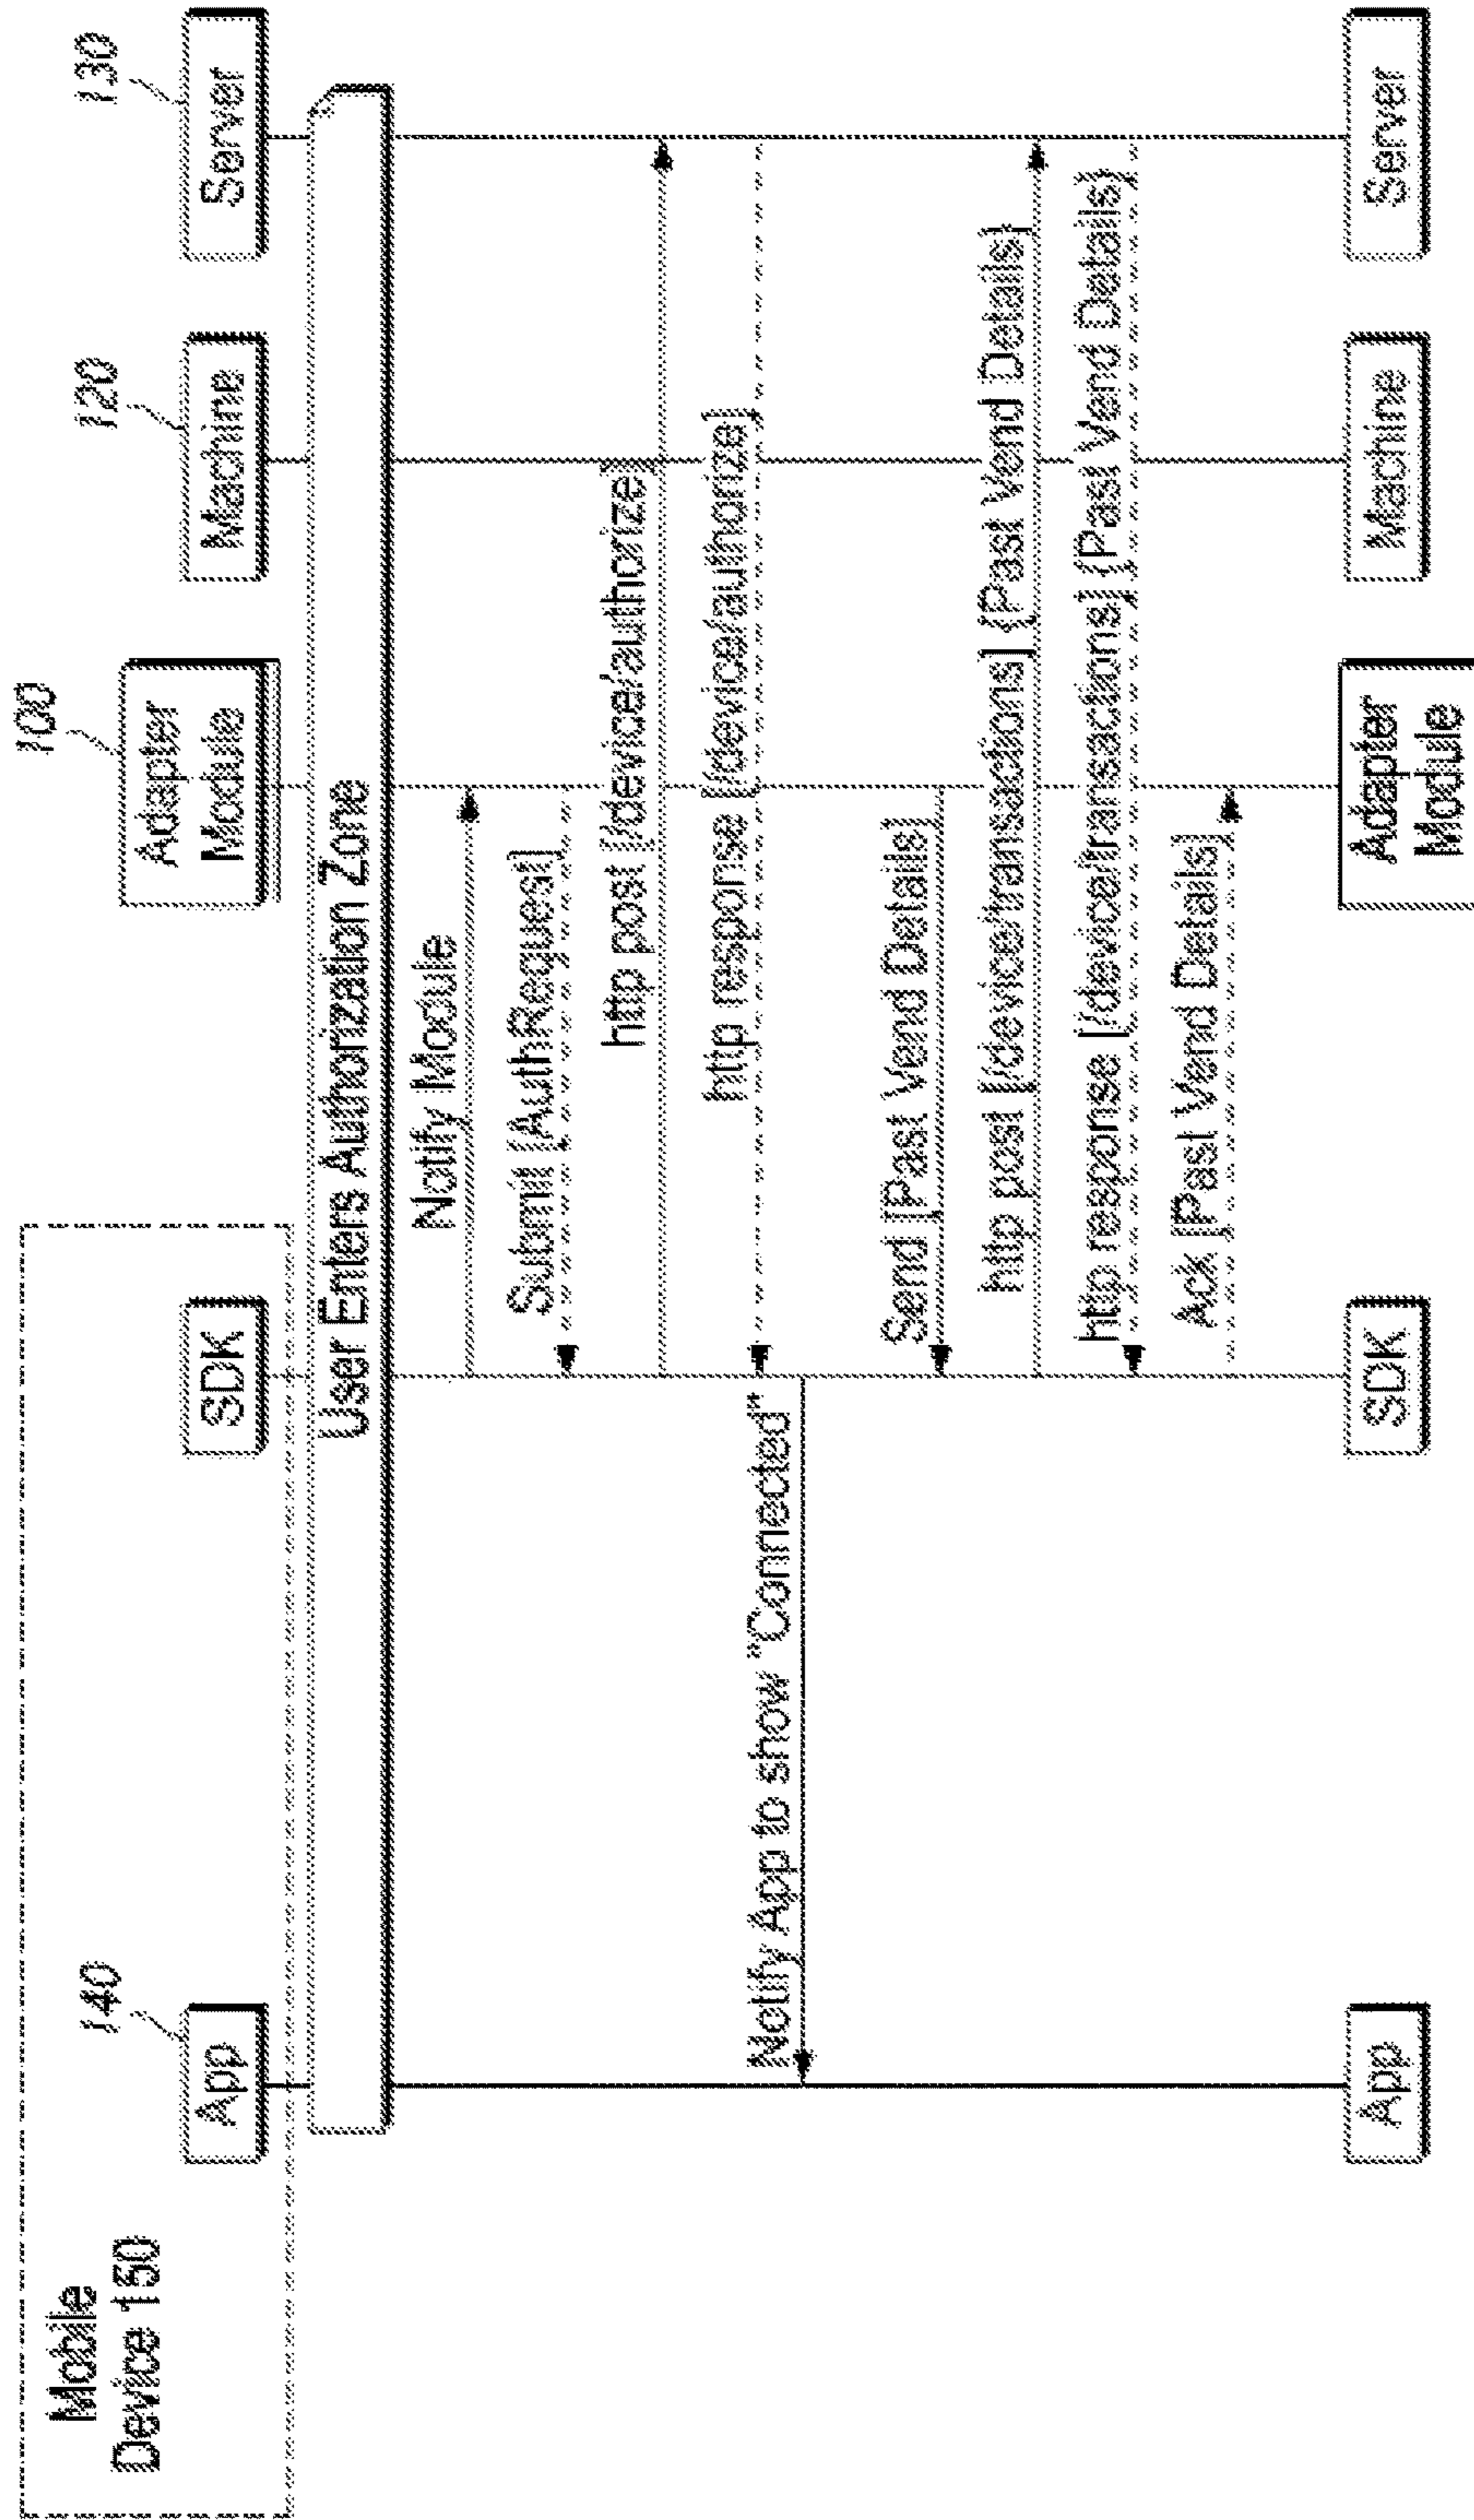 Mobile
Device 150
140
100
120
130
App
SDK
Adapter
Module
Machine
Server
User Enters Authorization Zone
Notify Module
Submit [AuthRequest]
http post [/device/authorize]
http response [/device/authorize]
Notify App to show "Connected"
Send [Past Vend Details]
http post [/device/transactions] {Past Vend Details}
http response [/device/transactions] {Past Vend Details}
Ack [Past Vend Details]
App
SDK
Adapter
Module
Machine
Server